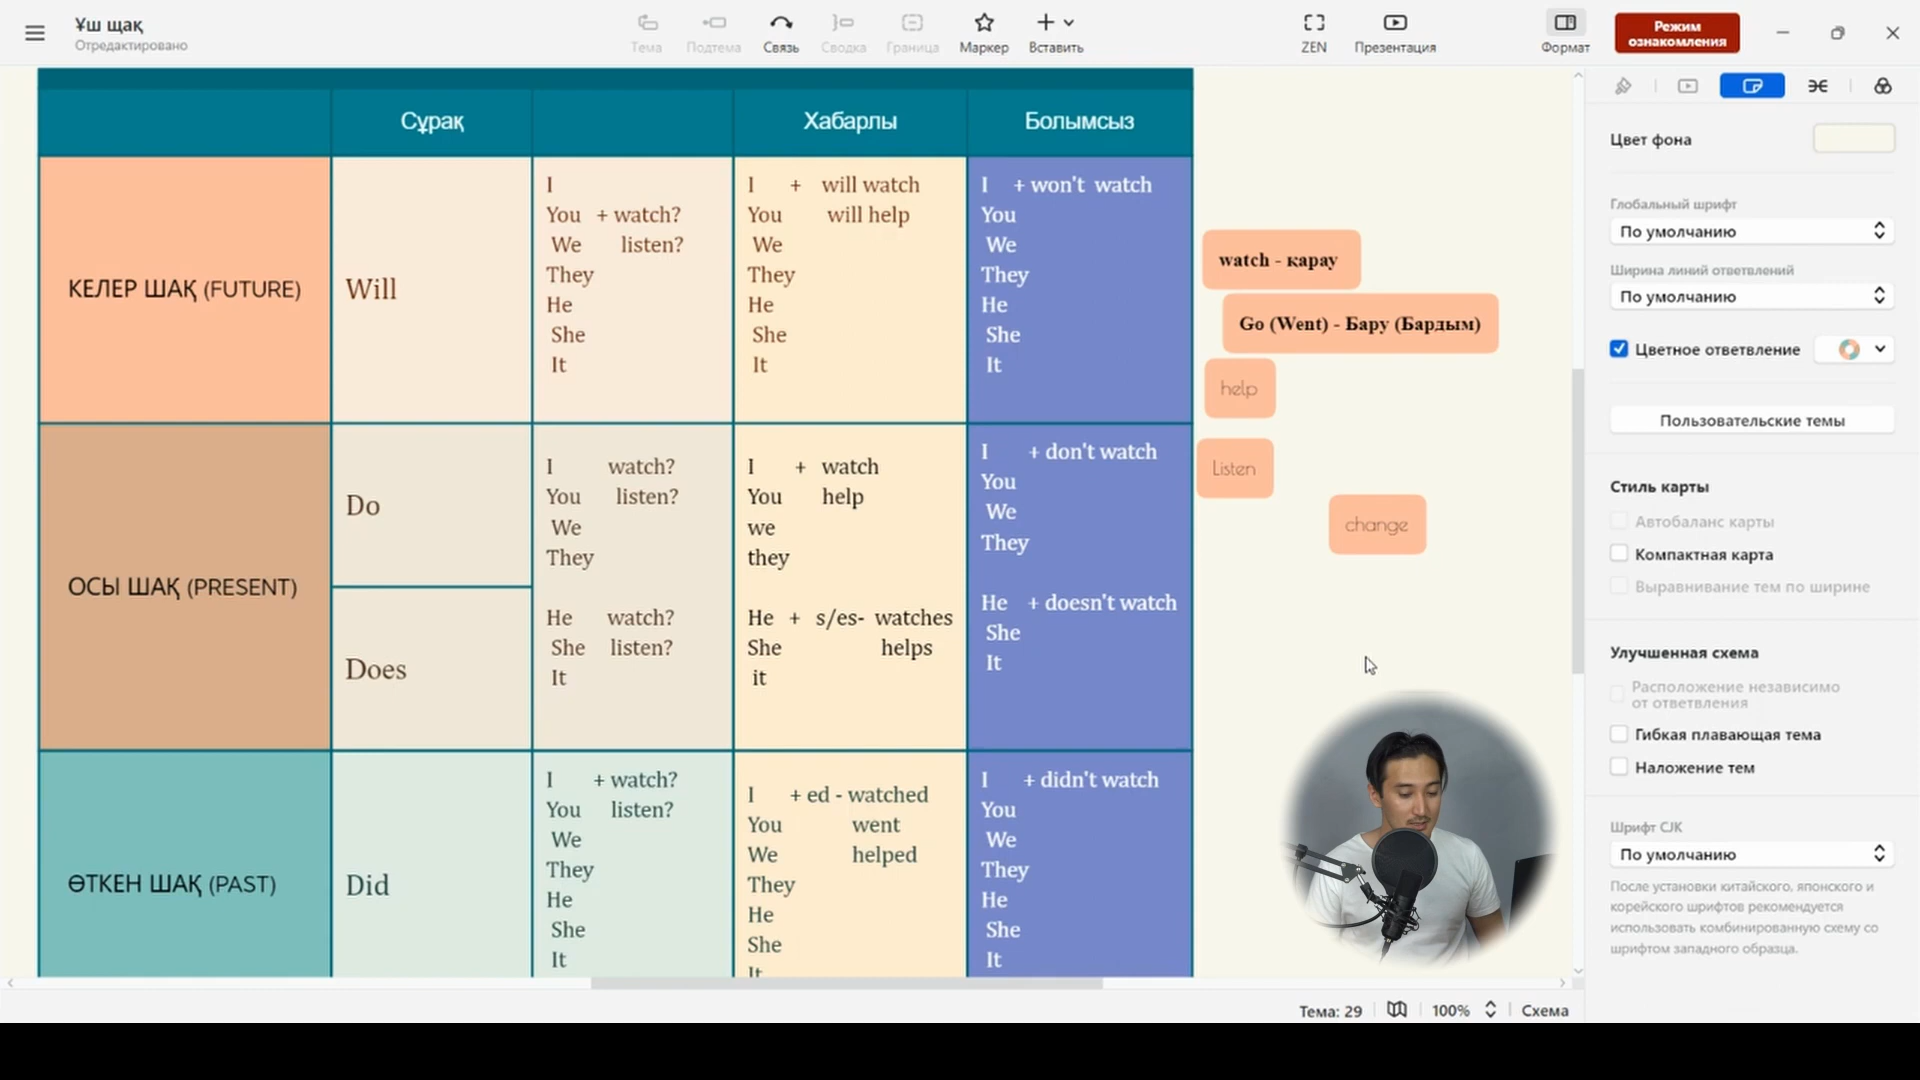 Ұш щақ
Отредактировано
Тема
Подтема
Связь
Сводка
Граница
Маркер
Вставить
ZEN
Презентация
Формат
Режим
ознакомления
Сұрақ
Хабарлы
Болымсыз
КЕЛЕР ШАҚ (FUTURE)
Will
I
You + watch?
We listen?
They
He
She
It
I + will watch
You will help
We
They
He
She
It
I + won't watch
You
We
They
He
She
It
ОСЫ ШАҚ (PRESENT)
Do
Does
I watch?
You listen?
We
They
He watch?
She listen?
It
I + watch
You help
we
they
He + s/es- watches
She helps
it
I + don't watch
You
We
They
He + doesn't watch
She
It
ӨТКЕН ШАҚ (PAST)
Did
I + watch?
You listen?
We
They
He
She
It
I + ed - watched
You went
We helped
They
He
She
It
I + didn't watch
You
We
They
He
She
It
watch - қарау
Go (Went) - Бару (Бардым)
help
Listen
change
Цвет фона
Глобальный шрифт
По умолчанию
Ширина линий ответвлений
По умолчанию
Цветное ответвление
Пользовательские темы
Стиль карты
Автобаланс карты
Компактная карта
Выравнивание тем по ширине
Улучшенная схема
Расположение независимо
от ответвления
Гибкая плавающая тема
Наложение тем
Шрифт CJK
По умолчанию
После установки китайского, японского и
корейского шрифтов рекомендуется
использовать комбинированную схему со
шрифтом западного образца.
Тема: 29
100%
Схема